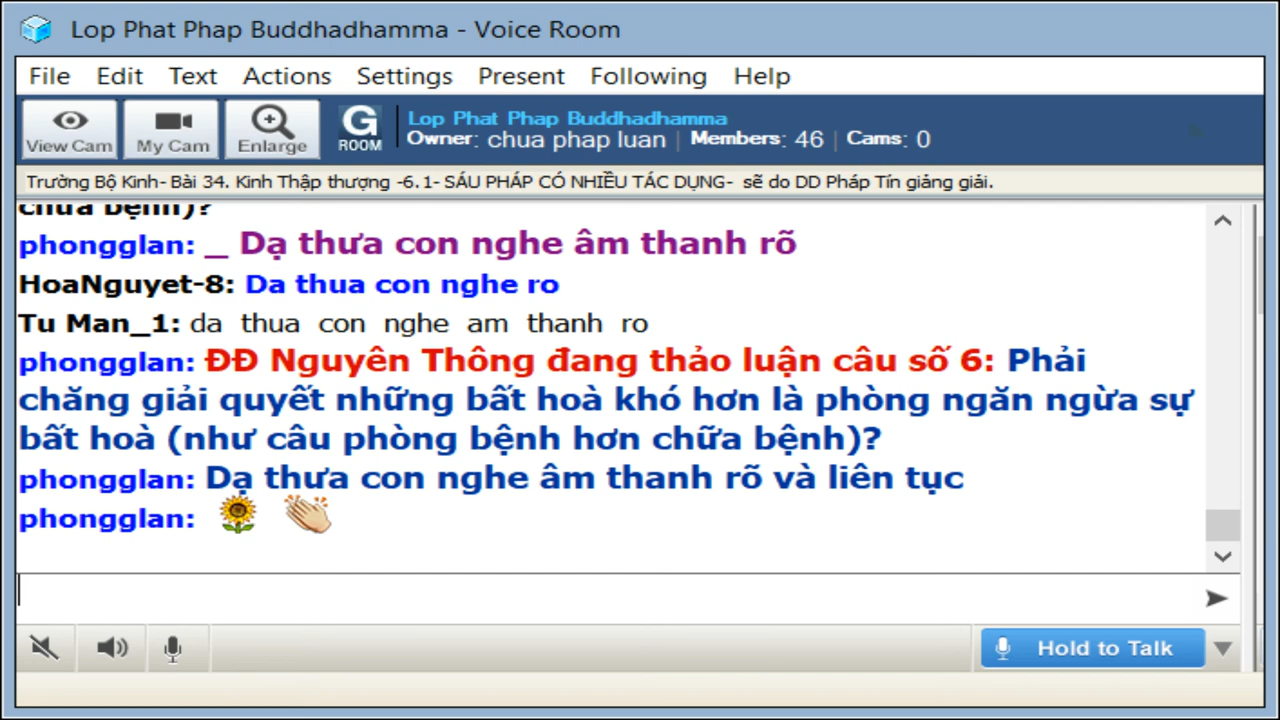 Lop Phat Phap Buddhadhamma - Voice Room
File Edit Text Actions Settings Present Following Help
View Cam My Cam Enlarge G ROOM
Lop Phat Phap Buddhadhamma
Owner: chua phap luan | Members: 46 | Cams: 0
Trường Bộ Kinh- Bài 34. Kinh Thập thượng -6.1- SÁU PHÁP CÓ NHIỀU TÁC DỤNG- sẽ do DD Pháp Tín giảng giải.
chữa bệnh)?
phongglan: _ Dạ thưa con nghe âm thanh rõ
HoaNguyet-8: Da thua con nghe ro
Tu Man_1: da thua con nghe am thanh ro
phongglan: ĐĐ Nguyên Thông đang thảo luận câu số 6: Phải
chăng giải quyết những bất hoà khó hơn là phòng ngăn ngừa sự
bất hoà (như câu phòng bệnh hơn chữa bệnh)?
phongglan: Dạ thưa con nghe âm thanh rõ và liên tục
phongglan:
Hold to Talk